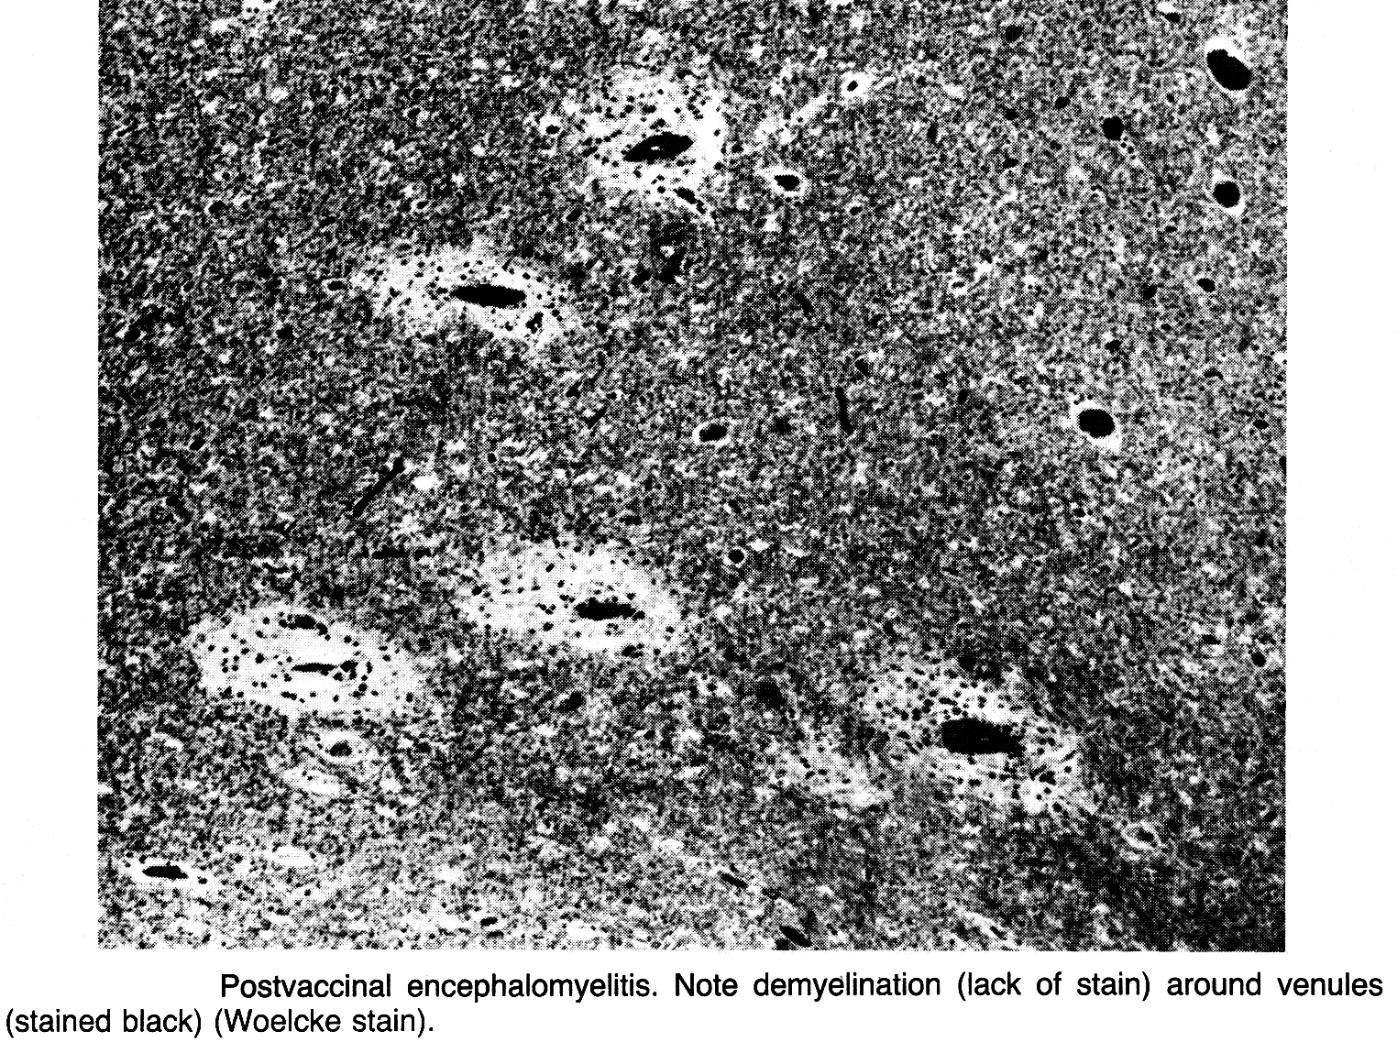 Postvaccinal encephalomyelitis. Note demyelination (lack of stain) around venules
(stained black) (Woelcke stain).